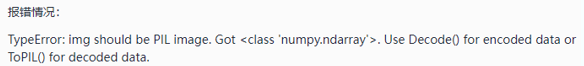 报错情况：
TypeError: img should be PIL image. Got <class 'numpy.ndarray'>. Use Decode() for encoded data or
ToPIL() for decoded data.